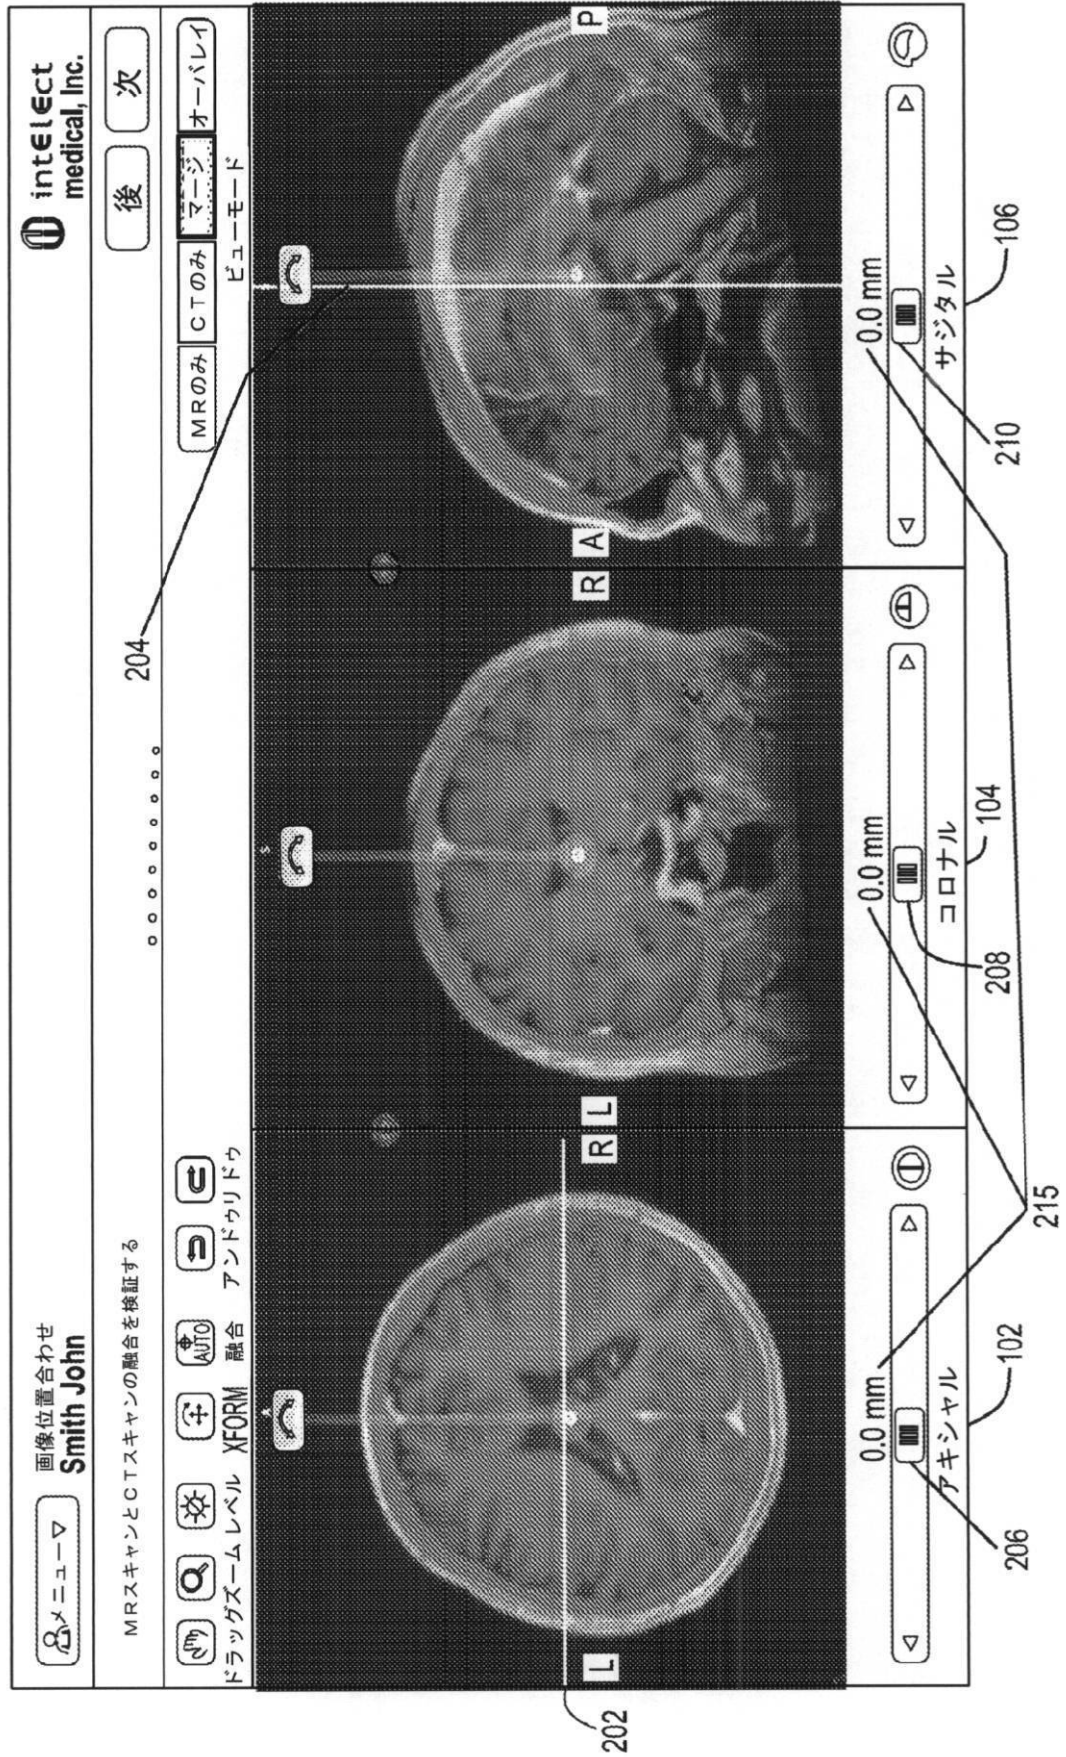 メニュー▽
画像位置合わせ
Smith John
intElEct
medical, Inc.
MRスキャンとCTスキャンの融合を検証する
後
次
AUTO
ドラッグ
ズーム
レベル
XFORM
融合
アンドゥ
リドゥ
MRのみ
CTのみ
マージ
オーバレイ
ビューモード
204
A
S
L
R
L
R
A
P
202
0.0 mm
0.0 mm
0.0 mm
アキシャル
コロナル
サジタル
206
102
208
104
210
106
215